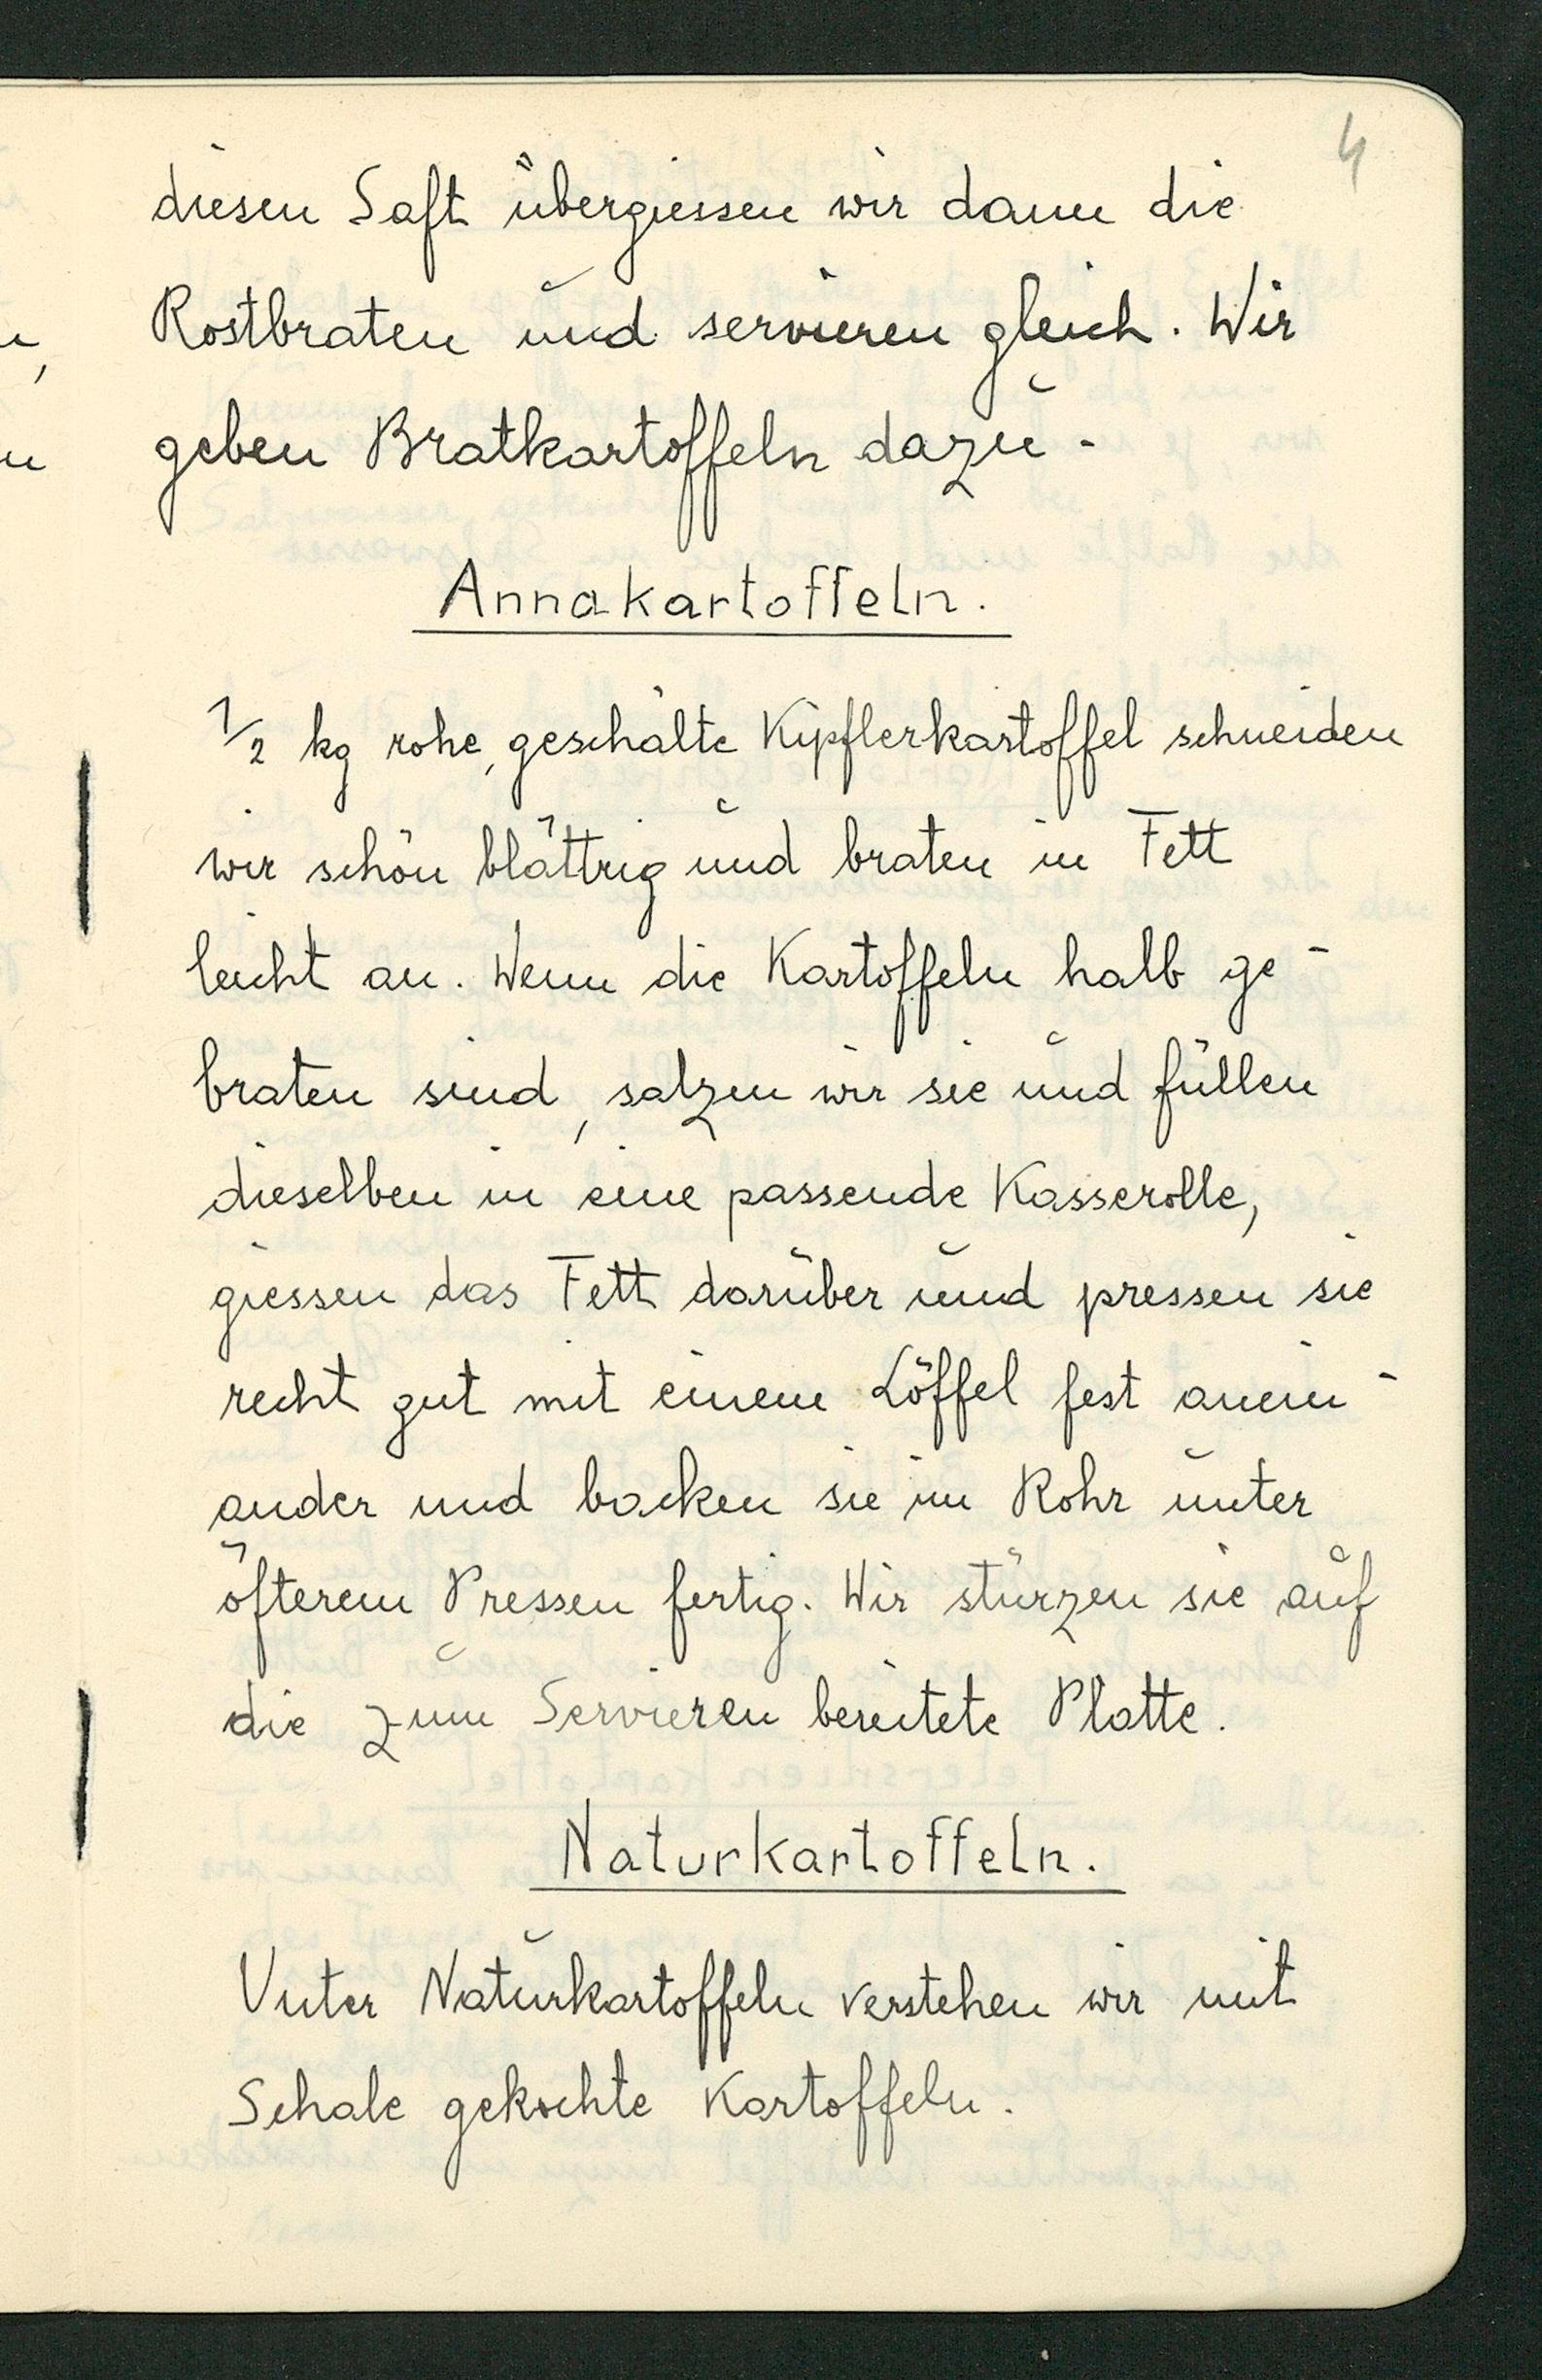 4
diesen Saft übergiessen wir dann die
Rostbraten und servieren gleich. Wir
geben Bratkartoffeln dazu.
Annakartoffeln.
1/2 kg rohe, geschälte Kipflerkartoffel schneiden
wir schön blättrig und braten in Fett
leicht an. Wenn die Kartoffeln halb ge-
braten sind, salzen wir sie und füllen
dieselben in eine passende Kasserolle,
giessen das Fett darüber und pressen sie
recht gut mit einem Löffel fest anein-
ander und backen sie im Rohr unter
öfterem Pressen fertig. Wir stürzen sie auf
die zum Servieren bereitete Platte.
Naturkartoffeln.
Unter Naturkartoffeln verstehen wir mit
Schale gekochte Kartoffeln.